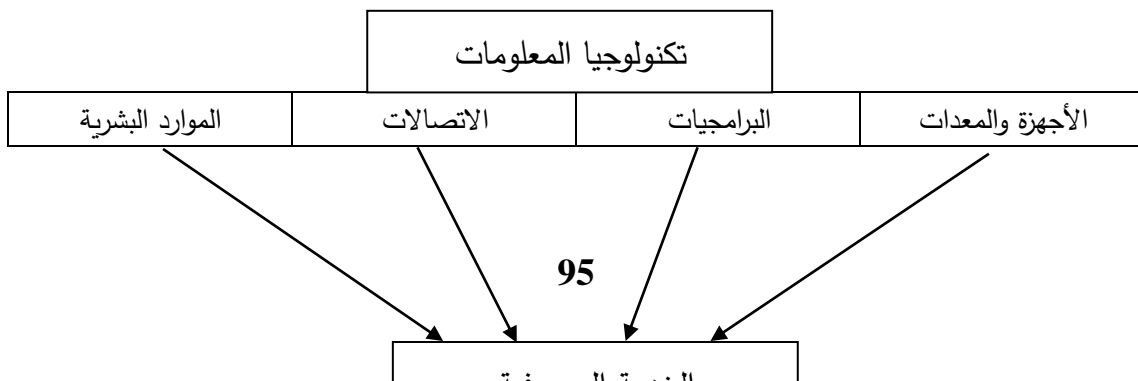 تكنولوجيا المعلومات
الأجهزة والمعدات البرامجيات الاتصالات الموارد البشرية
95